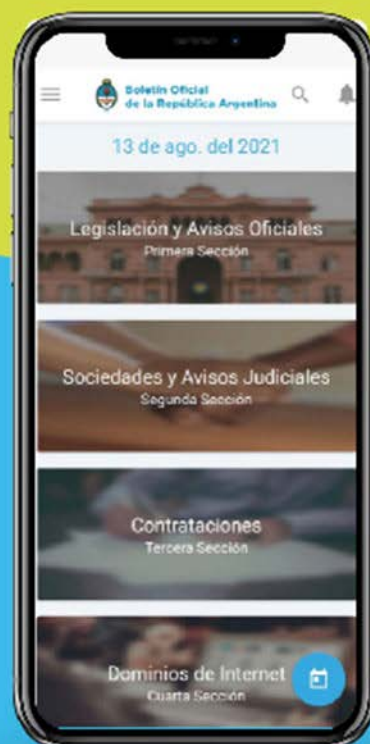 Boletín Oficial
de la República Argentina
13 de ago. del 2021
Legislación y Avisos Oficiales
Primera Sección
Sociedades y Avisos Judiciales
Segunda Sección
Contrataciones
Tercera Sección
Dominios de Internet
Cuarta Sección